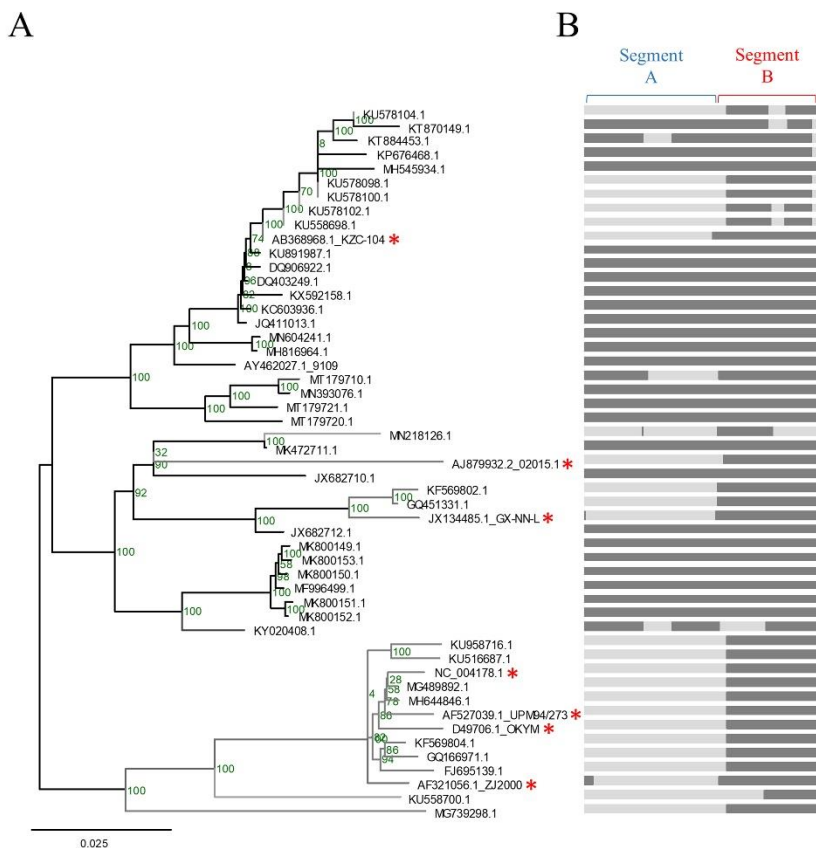 A
B
Segment
A
Segment
B
KU578104.1
100
KT870149.1
100
KT884453.1
8
KP676468.1
MH545934.1
100
KU578098.1
70
KU578100.1
100
KU578102.1
100
KU558698.1
74
AB368968.1_KZC-104 *
KU891987.1
DQ906922.1
DQ403249.1
96
KX592158.1
82
KC603936.1
100
JQ411013.1
100
MN604241.1
100
MH816964.1
100
AY462027.1_9109
100
MT179710.1
100
MN393076.1
100
MT179721.1
100
MT179720.1
MN218126.1
MK472711.1
32
AJ879932.2_02015.1 *
90
JX682710.1
92
KF569802.1
100
GQ451331.1
100
JX134485.1_GX-NN-L *
100
JX682712.1
MK800149.1
100
MK800153.1
58
MK800150.1
98
MF996499.1
100
MK800151.1
100
MK800152.1
100
100
KY020408.1
KU958716.1
100
KU516687.1
NC_004178.1 *
28
MG489892.1
58
4
MH644846.1
78
AF527039.1_UPM94/273 *
86
D49706.1_OKYM *
KF569804.1
86
GQ166971.1
94
FJ695139.1
100
AF321056.1_ZJ2000 *
100
KU558700.1
MG739298.1
0.025